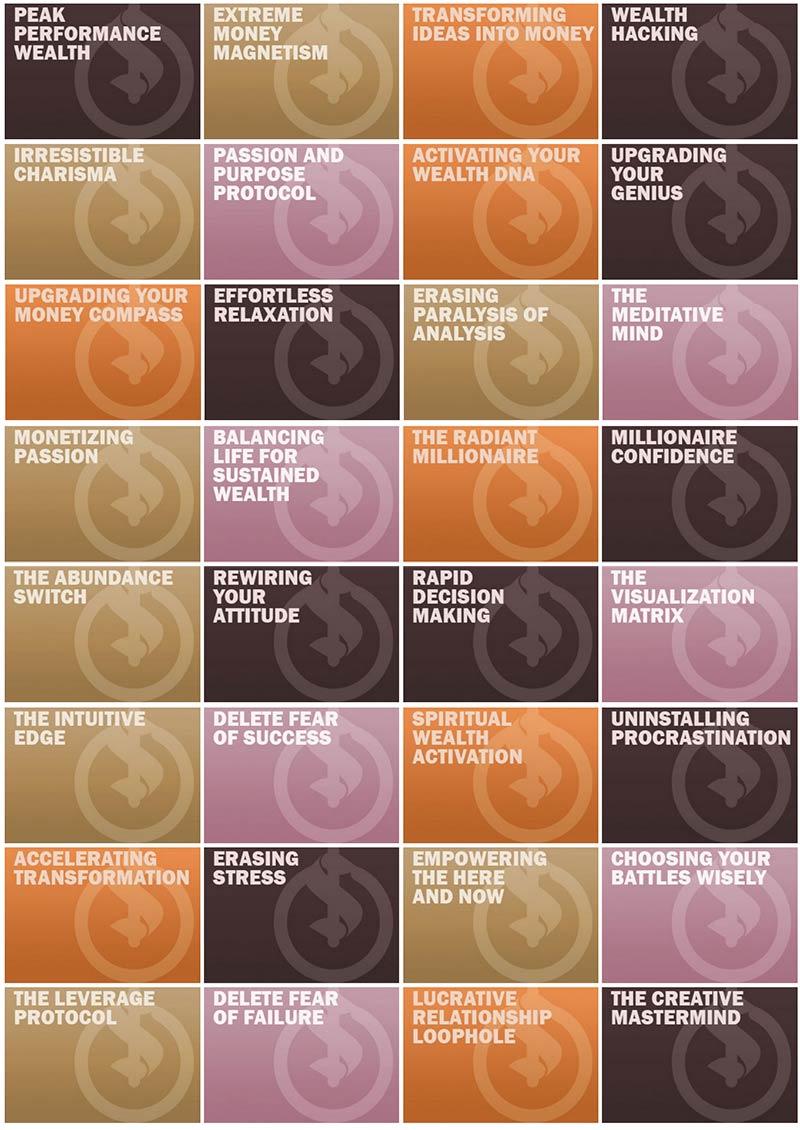 PEAK
PERFORMANCE
WEALTH
EXTREME
MONEY
MAGNETISM
TRANSFORMING
IDEAS INTO MONEY
WEALTH
HACKING
IRRESISTIBLE
CHARISMA
PASSION AND
PURPOSE
PROTOCOL
ACTIVATING YOUR
WEALTH DNA
UPGRADING
YOUR
GENIUS
UPGRADING YOUR
MONEY COMPASS
EFFORTLESS
RELAXATION
ERASING
PARALYSIS OF
ANALYSIS
THE
MEDITATIVE
MIND
MONETIZING
PASSION
BALANCING
LIFE FOR
SUSTAINED
WEALTH
THE RADIANT
MILLIONAIRE
MILLIONAIRE
CONFIDENCE
THE ABUNDANCE
SWITCH
REWIRING
YOUR
ATTITUDE
RAPID
DECISION
MAKING
THE
VISUALIZATION
MATRIX
THE INTUITIVE
EDGE
DELETE FEAR
OF SUCCESS
SPIRITUAL
WEALTH
ACTIVATION
UNINSTALLING
PROCRASTINATION
ACCELERATING
TRANSFORMATION
ERASING
STRESS
EMPOWERING
THE HERE
AND NOW
CHOOSING YOUR
BATTLES WISELY
THE LEVERAGE
PROTOCOL
DELETE FEAR
OF FAILURE
LUCRATIVE
RELATIONSHIP
LOOPHOLE
THE CREATIVE
MASTERMIND